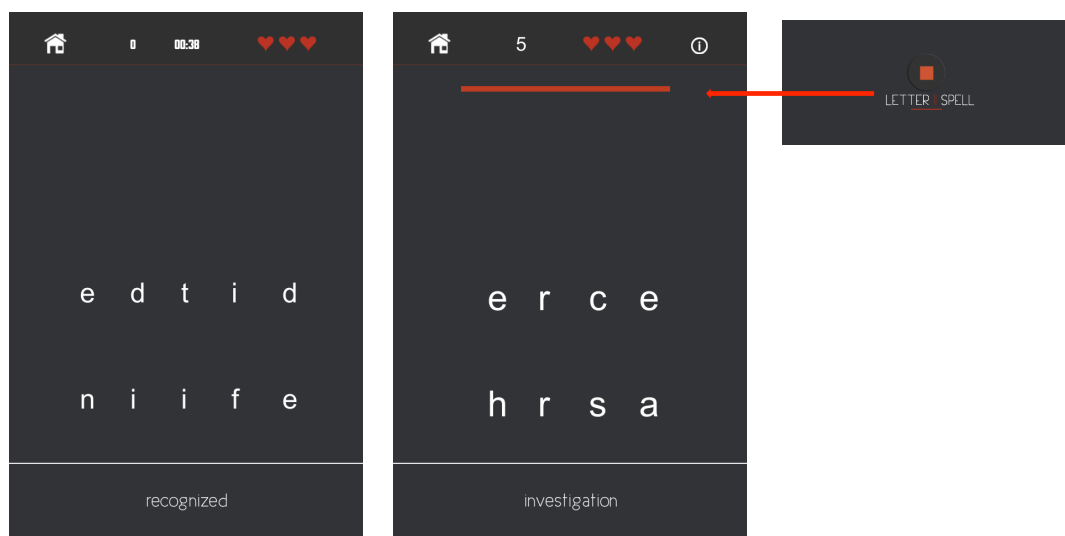 0 00:38
e d t i d
n i i f e
recognized
5
e r c e
h r s a
investigation
LETTER SPELL